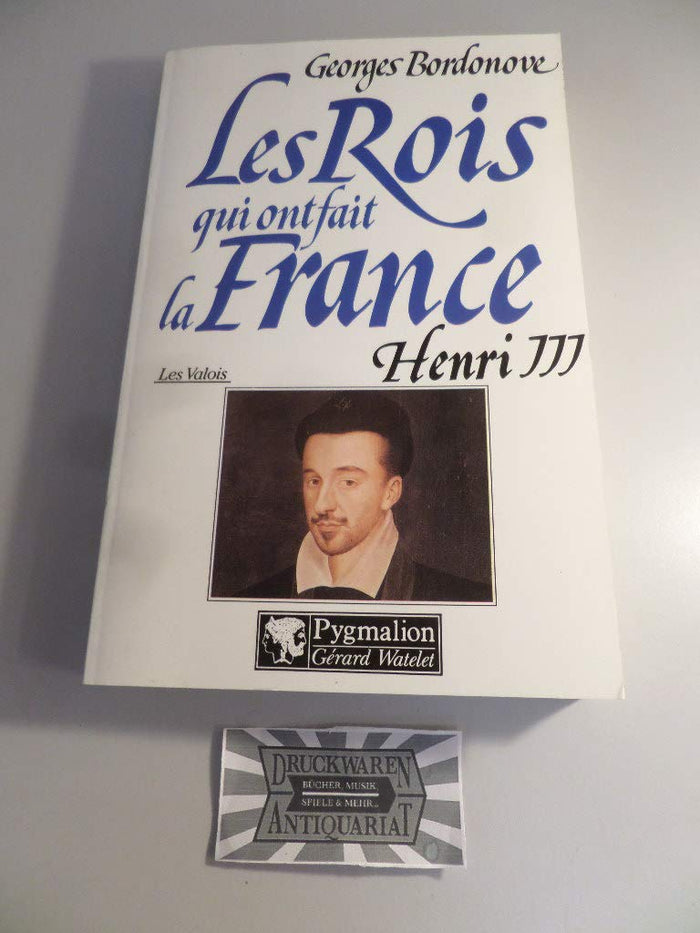 Georges Bordonove
Les Rois
qui ont fait
la France
Henri III
Les Valois
Pygmalion
Gérard Watelet
DRUCKWAREN
BÜCHER, MUSIK,
SPIELE & MEHR...
ANTIQUARIAT